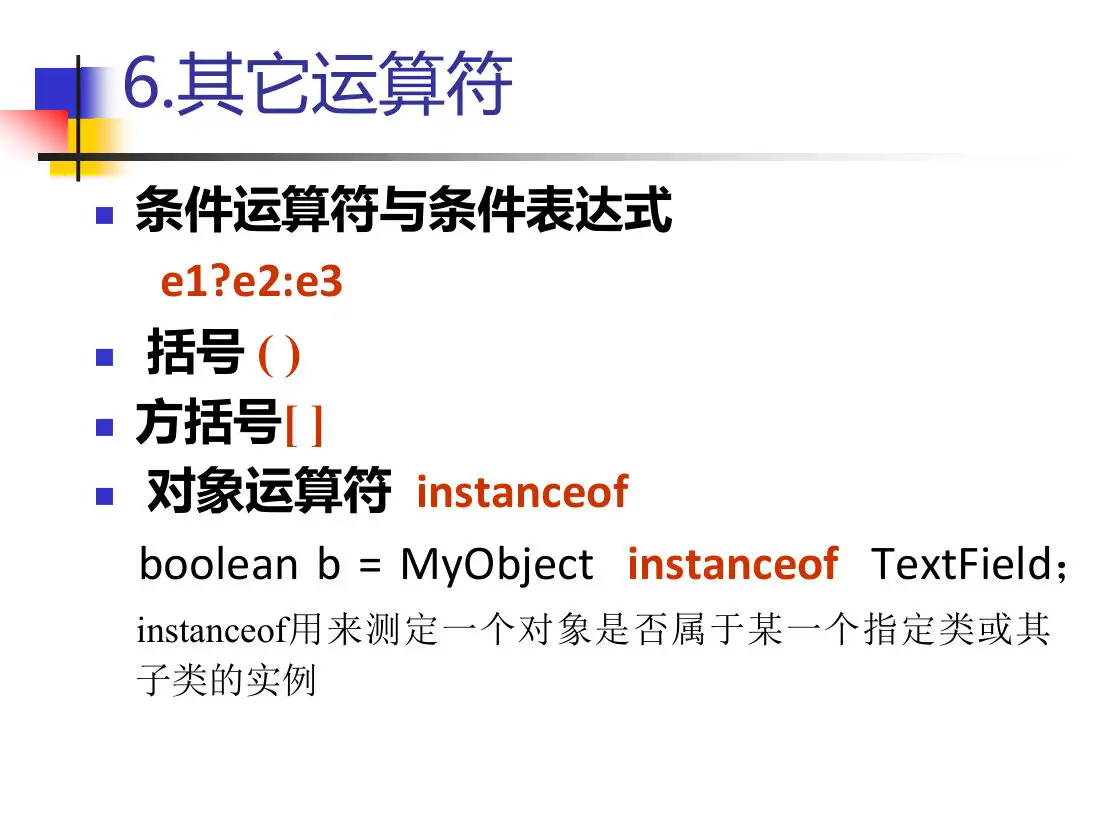 6.其它运算符
条件运算符与条件表达式
e1?e2:e3
括号 ( )
方括号[ ]
对象运算符 instanceof
boolean b = MyObject instanceof TextField；
instanceof用来测定一个对象是否属于某一个指定类或其
子类的实例